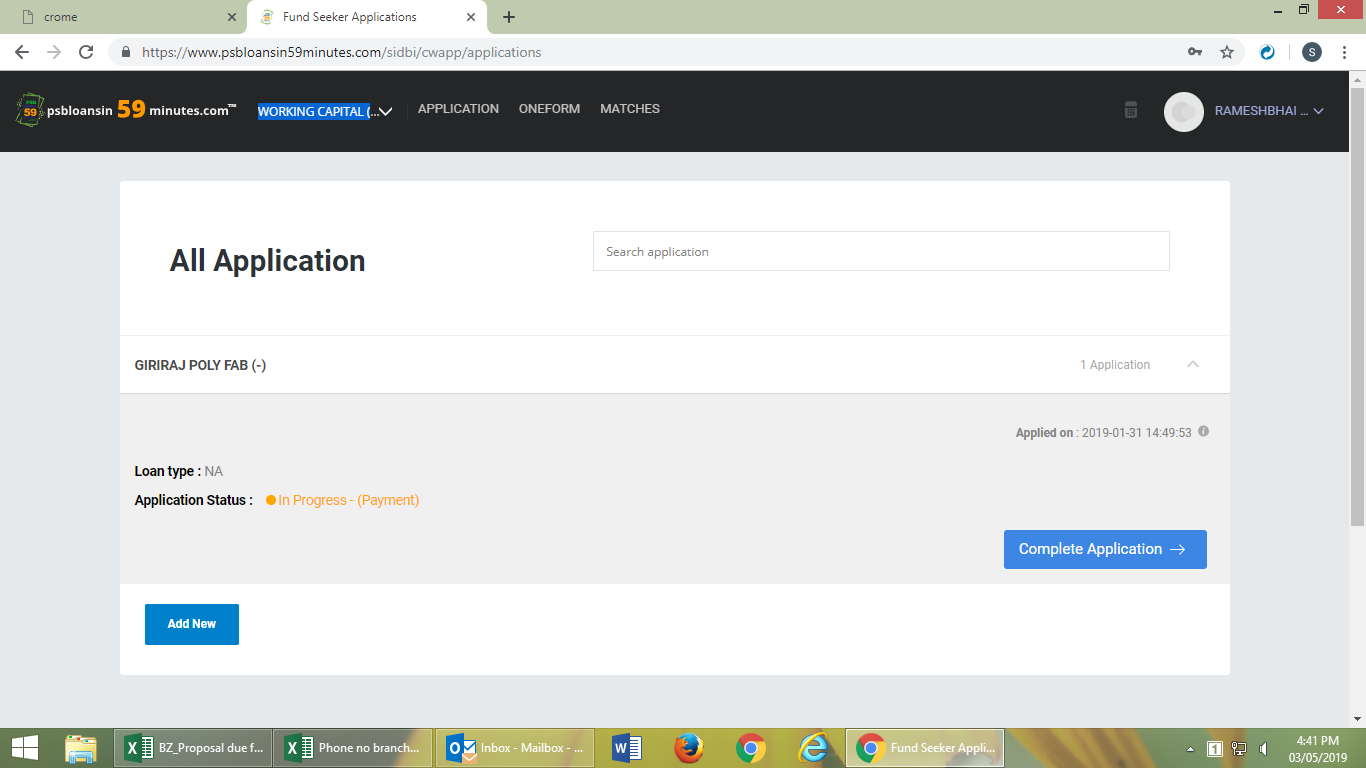 crome
Fund Seeker Applications
https://www.psbloansin59minutes.com/sidbi/cwapp/applications
S
PSB
59
psbloansin 59 minutes.com™
WORKING CAPITAL (...
APPLICATION
ONEFORM
MATCHES
RAMESHBHAI ...
All Application
Search application
GIRIRAJ POLY FAB (-)
1 Application
Applied on : 2019-01-31 14:49:53
Loan type : NA
Application Status : In Progress - (Payment)
Complete Application
Add New
BZ_Proposal due f...
Phone no branch...
Inbox - Mailbox - ...
Fund Seeker Appli...
1
4:41 PM
03/05/2019